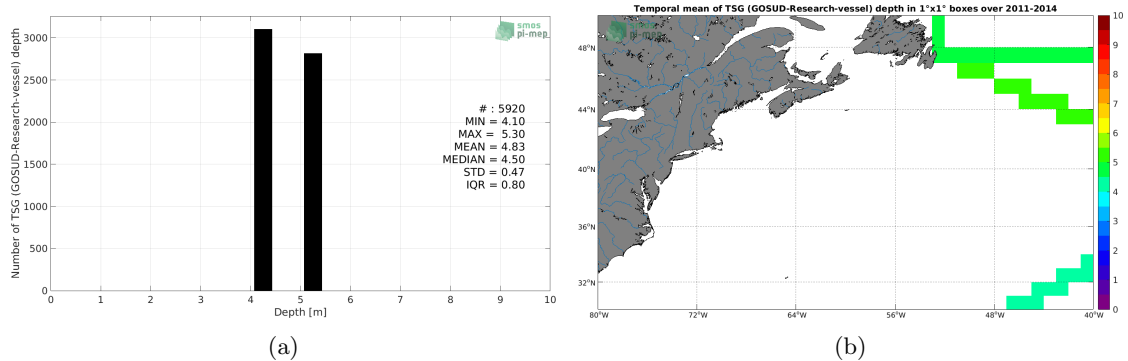 Number of TSG (GOSUD-Research-vessel) depth
3000
2500
2000
1500
1000
500
0
smos
pi-mep
# : 5920
MIN = 4.10
MAX = 5.30
MEAN = 4.83
MEDIAN = 4.50
STD = 0.47
IQR = 0.80
0 1 2 3 4 5 6 7 8 9 10
Depth [m]
(a)
Temporal mean of TSG (GOSUD-Research-vessel) depth in 1°x1° boxes over 2011-2014
smos
pi-mep
48°N
44°N
40°N
36°N
32°N
80°W 72°W 64°W 56°W 48°W 40°W
10
9
8
7
6
5
4
3
2
1
0
(b)